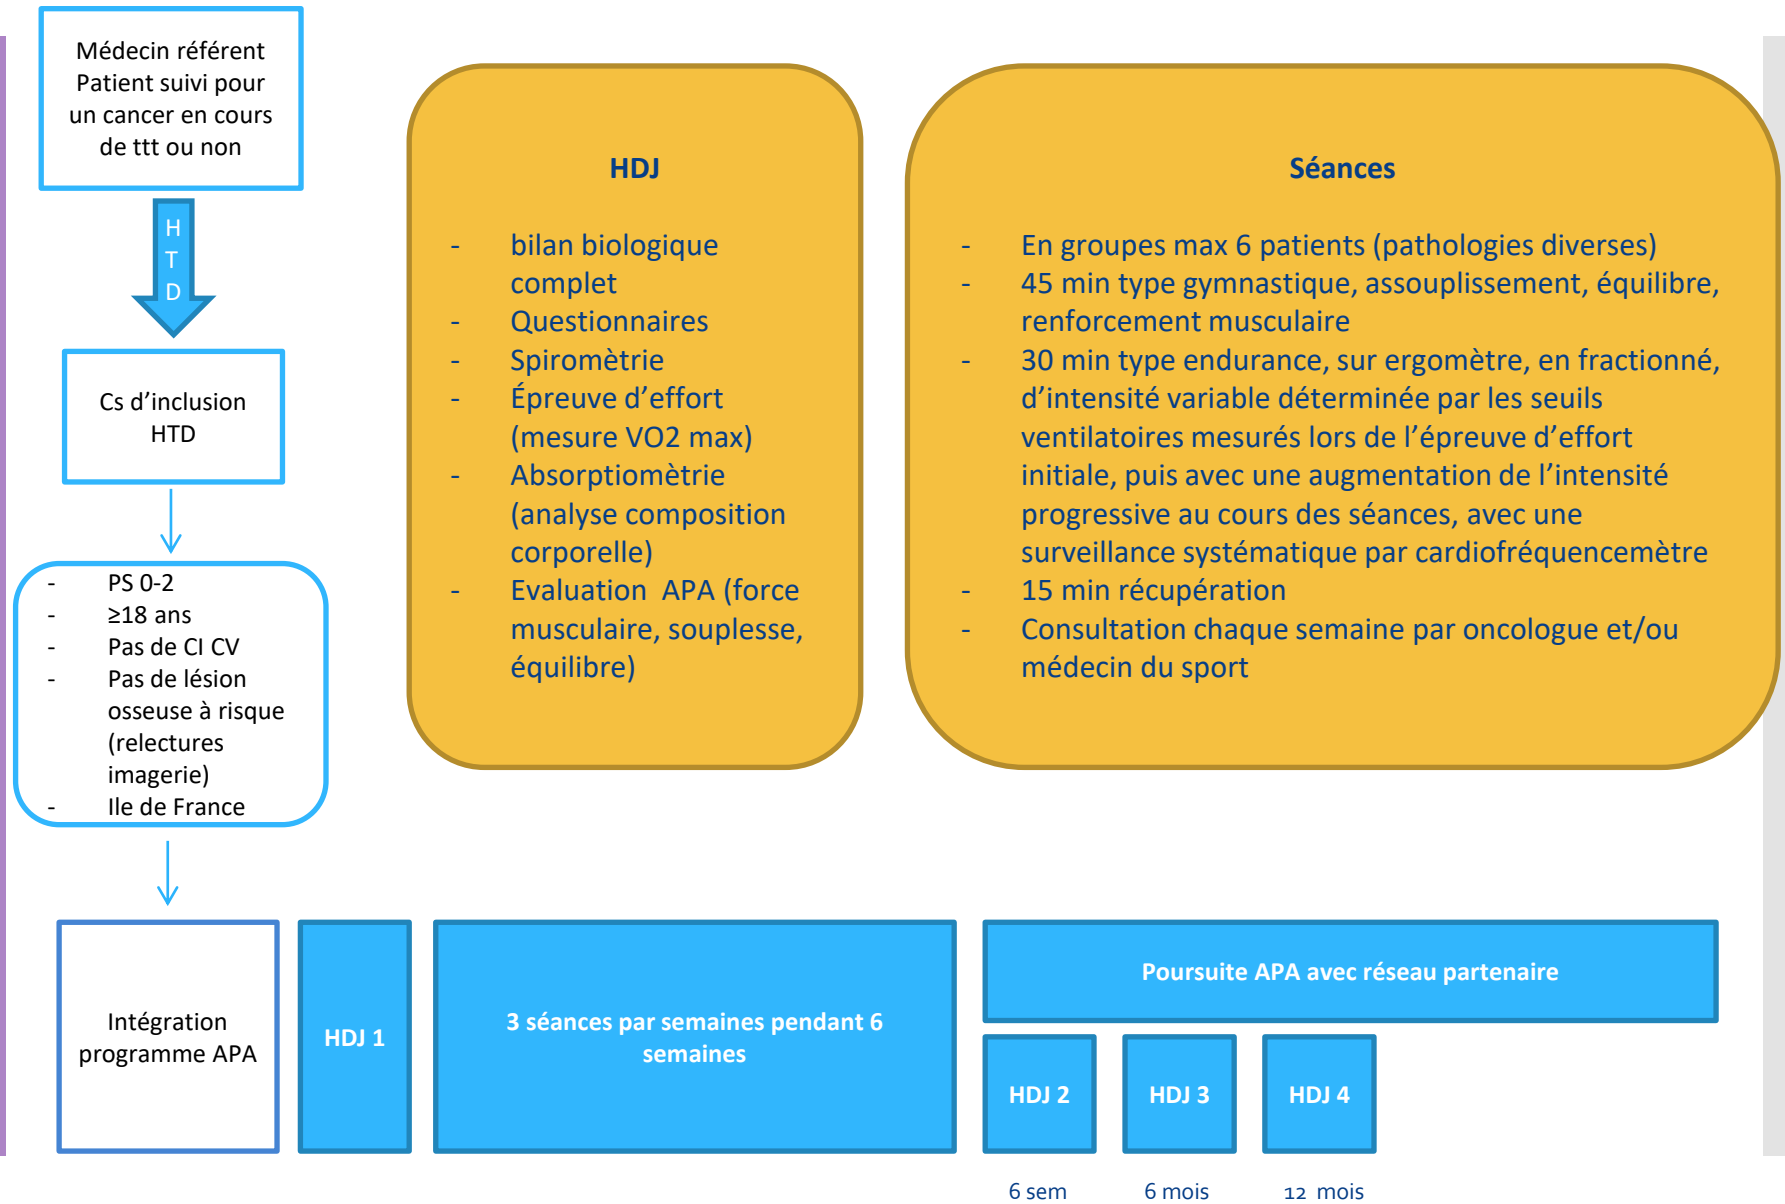 Médecin référent
Patient suivi pour
un cancer en cours
de ttt ou non
H
T
D
Cs d’inclusion
HTD
- PS 0-2
- ≥18 ans
- Pas de CI CV
- Pas de lésion
osseuse à risque
(relectures
imagerie)
- Ile de France
HDJ
- bilan biologique
complet
- Questionnaires
- Spiromètrie
- Épreuve d’effort
(mesure VO2 max)
- Absorptiomètrie
(analyse composition
corporelle)
- Evaluation APA (force
musculaire, souplesse,
équilibre)
Séances
- En groupes max 6 patients (pathologies diverses)
- 45 min type gymnastique, assouplissement, équilibre,
renforcement musculaire
- 30 min type endurance, sur ergomètre, en fractionné,
d’intensité variable déterminée par les seuils
ventilatoires mesurés lors de l’épreuve d’effort
initiale, puis avec une augmentation de l’intensité
progressive au cours des séances, avec une
surveillance systématique par cardiofréquencemètre
- 15 min récupération
- Consultation chaque semaine par oncologue et/ou
médecin du sport
Intégration
programme APA
HDJ 1
3 séances par semaines pendant 6
semaines
Poursuite APA avec réseau partenaire
HDJ 2
HDJ 3
HDJ 4
6 sem
6 mois
12 mois